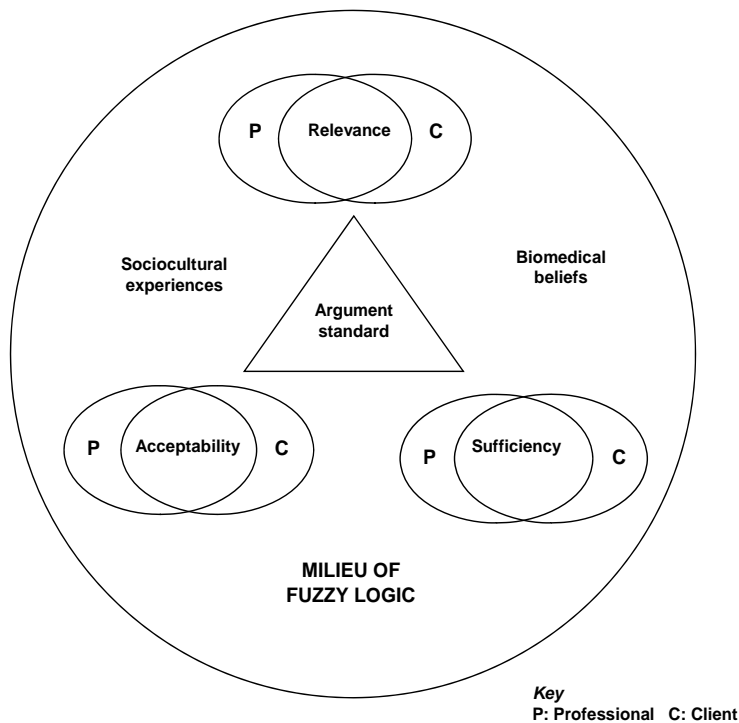 P Relevance C
Sociocultural
experiences
Biomedical
beliefs
Argument
standard
P Acceptability C
P Sufficiency C
MILIEU OF
FUZZY LOGIC
Key
P: Professional C: Client